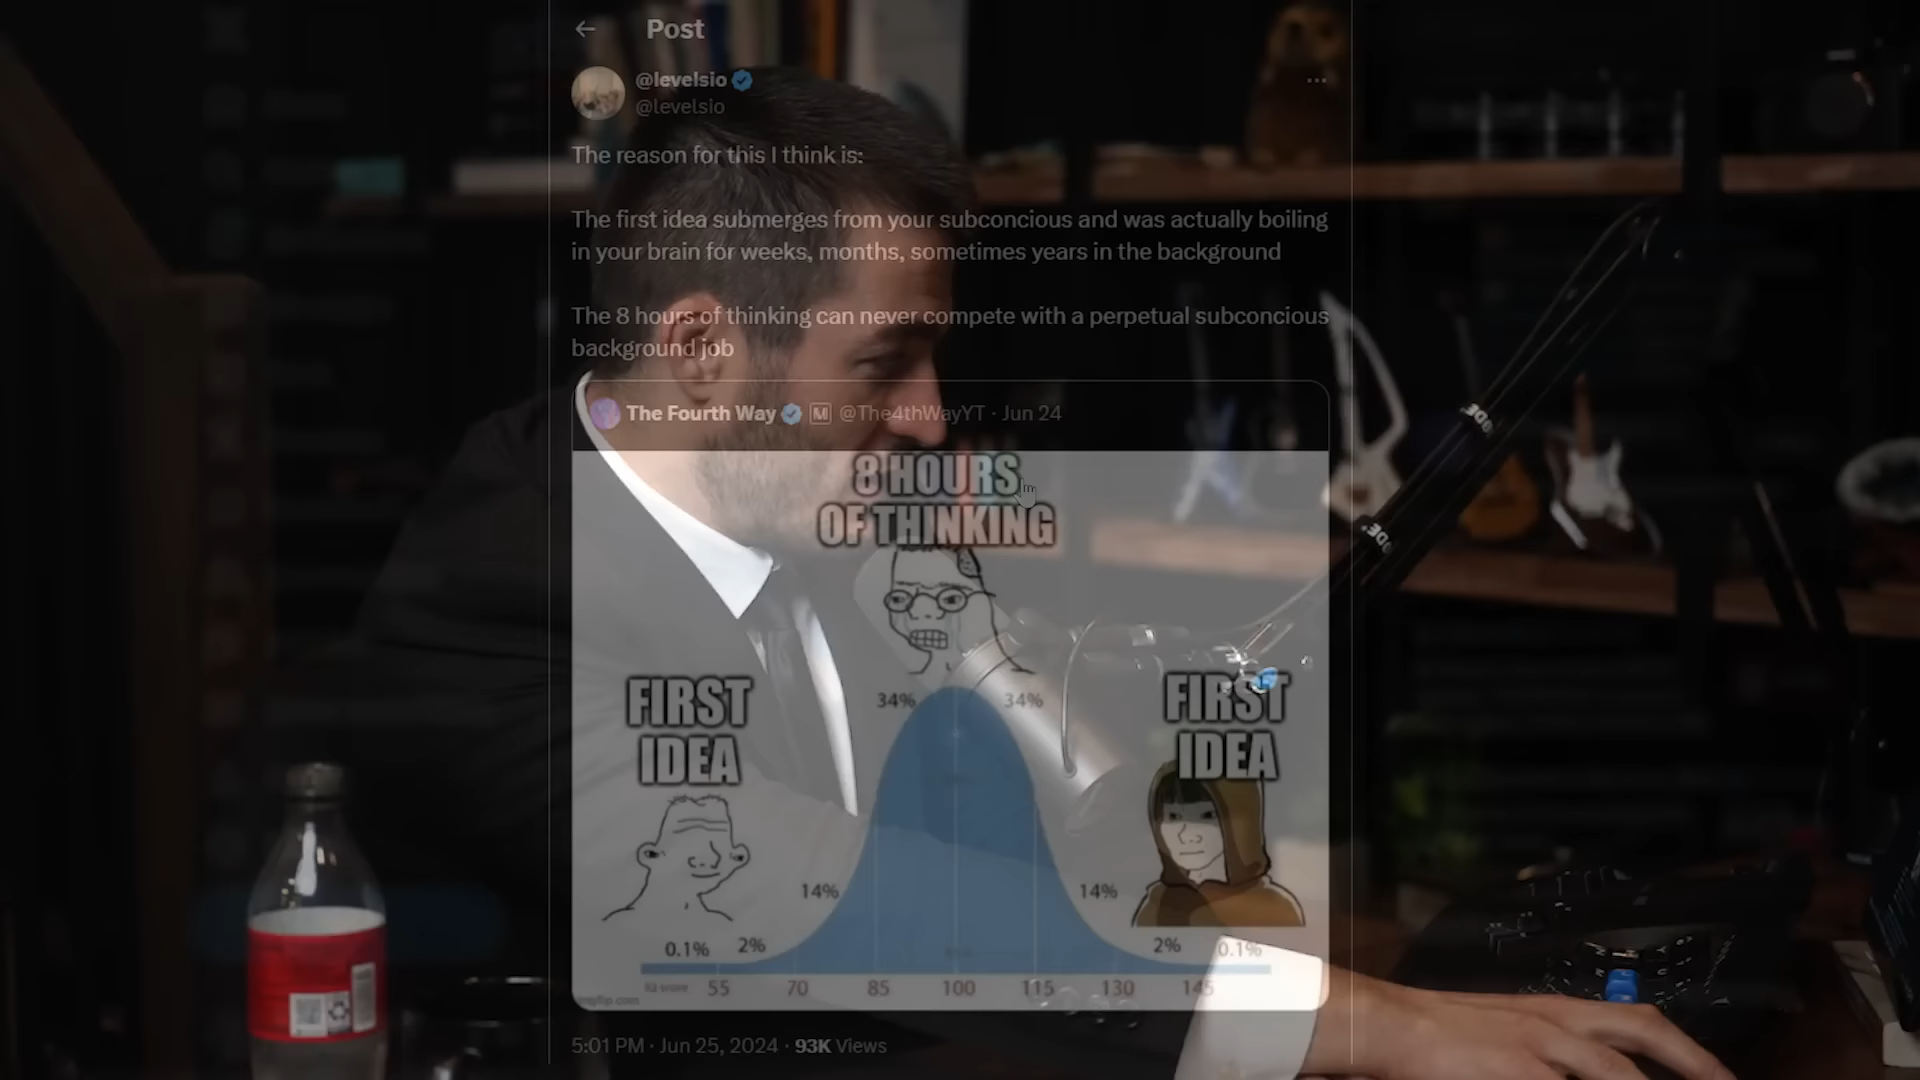 Post
@levelsio
@levelsio
The reason for this I think is:
The first idea submerges from your subconcious and was actually boiling
in your brain for weeks, months, sometimes years in the background
The 8 hours of thinking can never compete with a perpetual subconcious
background job
The Fourth Way M @The4thWayYT · Jun 24
8 HOURS
OF THINKING
FIRST
IDEA
FIRST
IDEA
34% 34%
14% 14%
0.1% 2% 2% 0.1%
IQ score 55 70 85 100 115 130 145
imgflip.com
5:01 PM · Jun 25, 2024 · 93K Views